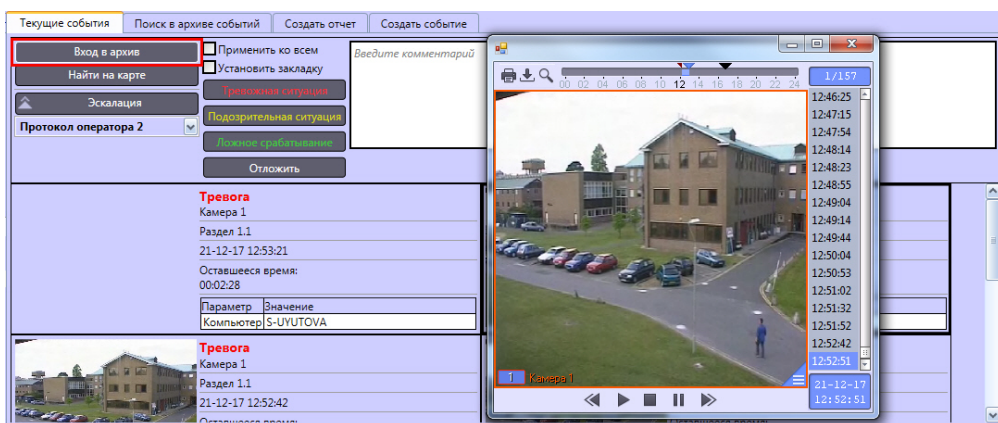 Текущие события
Поиск в архиве событий
Создать отчет
Создать событие
Вход в архив
Найти на карте
Эскалация
Протокол оператора 2
Применить ко всем
Установить закладку
Тревожная ситуация
Подозрительная ситуация
Ложное срабатывание
Отложить
Введите комментарий
00 02 04 06 08 10 12 14 16 18 20 22 24
1/157
12:46:25
12:47:15
12:47:54
12:48:14
12:48:23
12:48:55
12:49:04
12:49:14
12:49:44
12:50:04
12:50:53
12:51:02
12:51:32
12:51:52
12:52:42
12:52:51
21-12-17
12:52:51
1 Камера 1
Тревога
Камера 1
Раздел 1.1
21-12-17 12:53:21
Оставшееся время:
00:02:28
Параметр Значение
Компьютер S-UYUTOVA
Тревога
Камера 1
Раздел 1.1
21-12-17 12:52:42